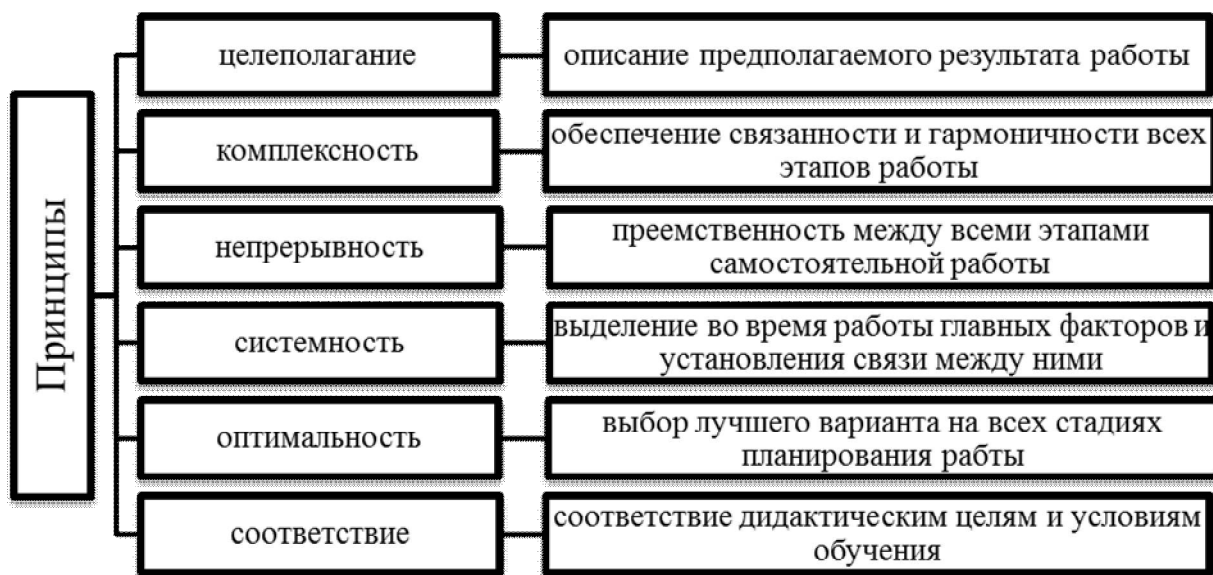 Принципы
целеполагание
описание предполагаемого результата работы
комплексность
обеспечение связанности и гармоничности всех
этапов работы
непрерывность
преемственность между всеми этапами
самостоятельной работы
системность
выделение во время работы главных факторов и
установления связи между ними
оптимальность
выбор лучшего варианта на всех стадиях
планирования рабты
соответствие
соответствие дидактическим целям и условиям
обучения